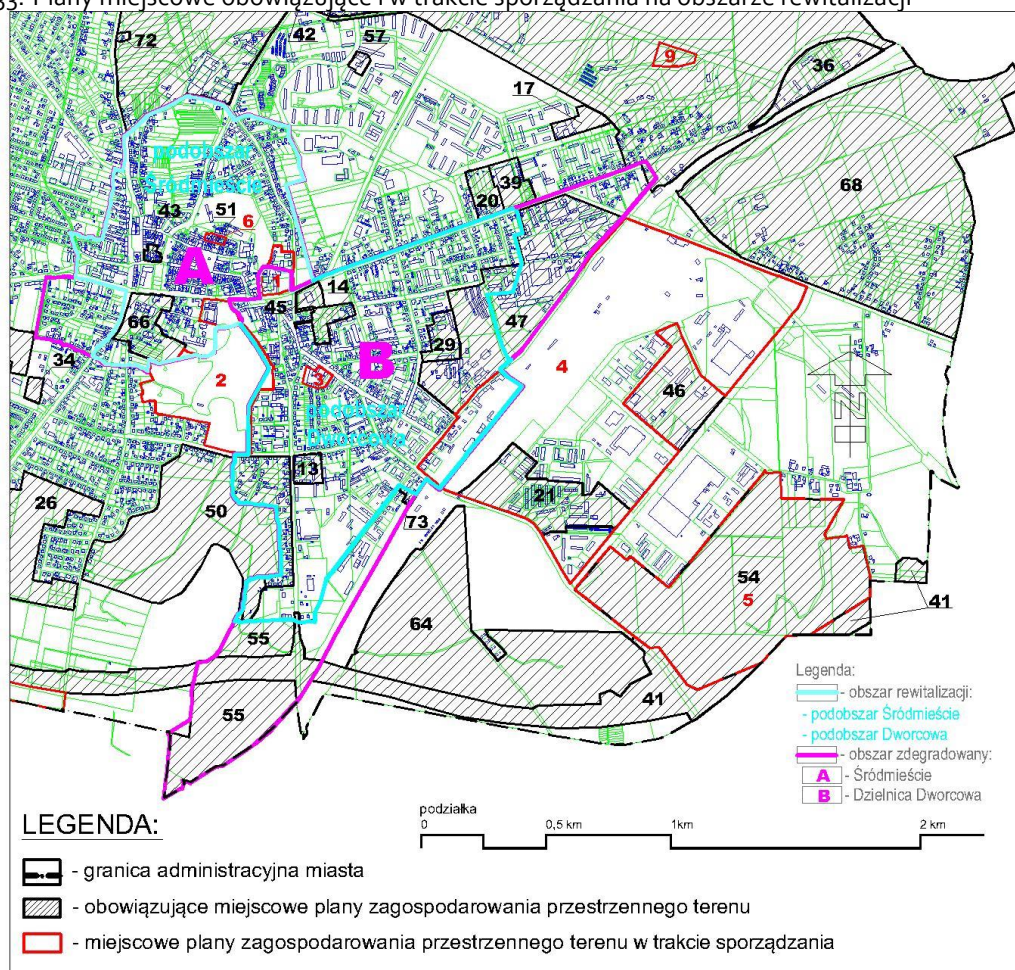 33. Plany miejscowe obowiązujące i w trakcie sporządzania na obszarze rewitalizacji
72
42
57
9
36
17
podobszar
Śródmieście
39
20
68
43
51
6
A
1
45
14
47
66
29
34
B
4
2
3
46
podobszar
Dworcowa
13
21
26
50
73
54
5
41
64
55
41
55
Legenda:
- obszar rewitalizacji:
- podobszar Śródmieście
- podobszar Dworcowa
- obszar zdegradowany:
A - Śródmieście
B - Dzielnica Dworcowa
podziałka
0 0,5 km 1km 2 km
LEGENDA:
- granica administracyjna miasta
- obowiązujące miejscowe plany zagospodarowania przestrzennego terenu
- miejscowe plany zagospodarowania przestrzennego terenu w trakcie sporządzania